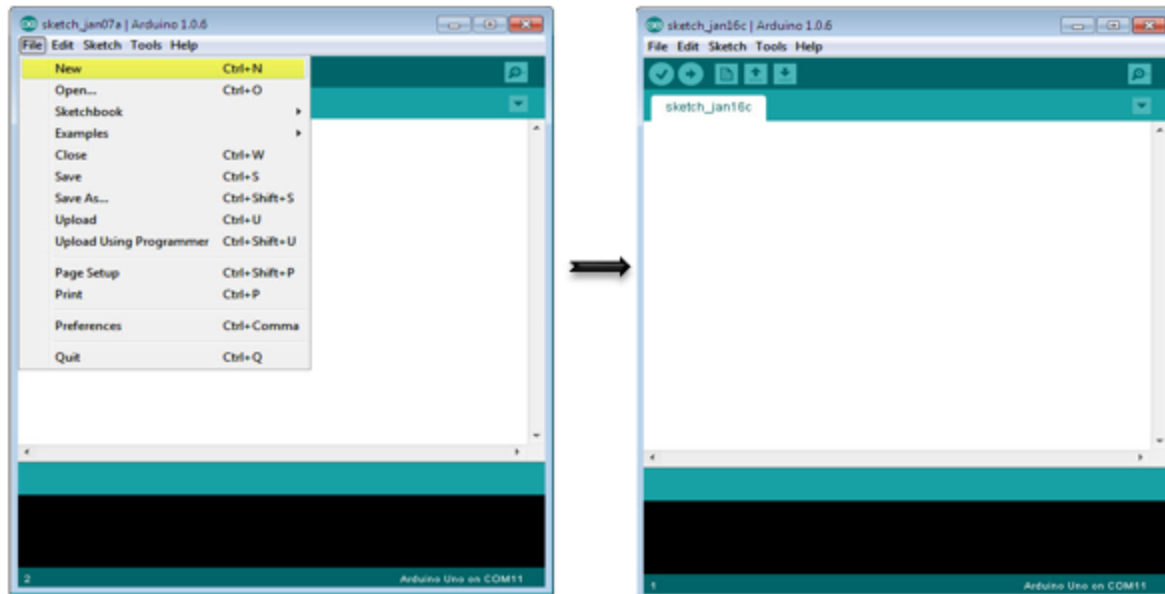 sketch_jan07a | Arduino 1.0.6
File Edit Sketch Tools Help
New Ctrl+N
Open... Ctrl+O
Sketchbook
Examples
Close Ctrl+W
Save Ctrl+S
Save As... Ctrl+Shift+S
Upload Ctrl+U
Upload Using Programmer Ctrl+Shift+U
Page Setup Ctrl+Shift+P
Print Ctrl+P
Preferences Ctrl+Comma
Quit Ctrl+Q
2 Arduino Uno on COM11
sketch_jan16c | Arduino 1.0.6
File Edit Sketch Tools Help
sketch_jan16c
1 Arduino Uno on COM11